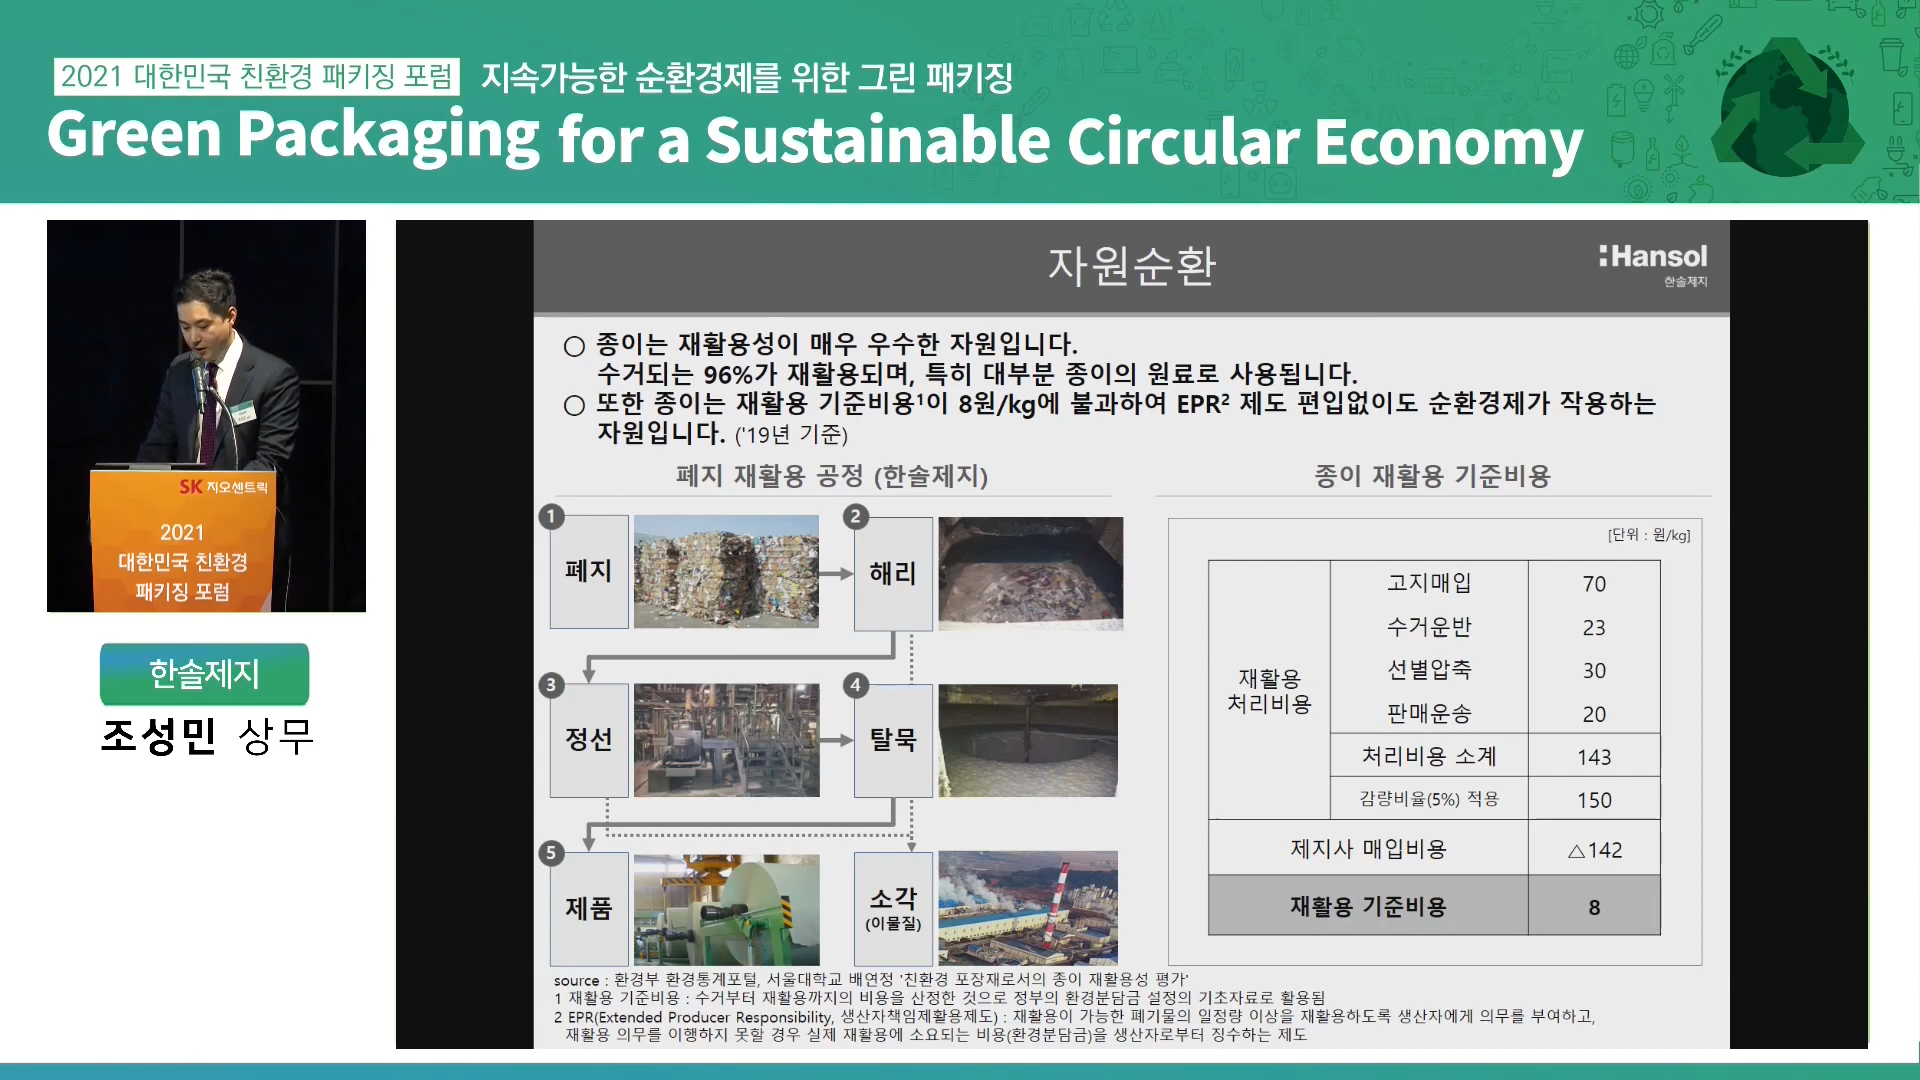 2021 대한민국 친환경 패키징 포럼 지속가능한 순환경제를 위한 그린 패키징
Green Packaging for a Sustainable Circular Economy
SK 지오센트릭
2021
대한민국 친환경
패키징 포럼
한솔제지
조성민 상무
자원순환
Hansol
한솔제지
○ 종이는 재활용성이 매우 우수한 자원입니다.
수거되는 96%가 재활용되며, 특히 대부분 종이의 원료로 사용됩니다.
○ 또한 종이는 재활용 기준비용¹이 8원/kg에 불과하여 EPR² 제도 편입없이도 순환경제가 작용하는
자원입니다. ('19년 기준)
폐지 재활용 공정 (한솔제지)
1 폐지
2 해리
3 정선
4 탈묵
5 제품
소각
(이물질)
종이 재활용 기준비용
[단위 : 원/kg]
재활용
처리비용
고지매입 70
수거운반 23
선별압축 30
판매운송 20
처리비용 소계 143
감량비율(5%) 적용 150
제지사 매입비용 △142
재활용 기준비용 8
source : 환경부 환경통계포털, 서울대학교 배연정 '친환경 포장재로서의 종이 재활용성 평가'
1 재활용 기준비용 : 수거부터 재활용까지의 비용을 산정한 것으로 정부의 환경분담금 설정의 기초자료로 활용됨
2 EPR(Extended Producer Responsibility, 생산자책임제활용제도) : 재활용이 가능한 폐기물의 일정량 이상을 재활용하도록 생산자에게 의무를 부여하고,
재활용 의무를 이행하지 못할 경우 실제 재활용에 소요되는 비용(환경분담금)을 생산자로부터 징수하는 제도